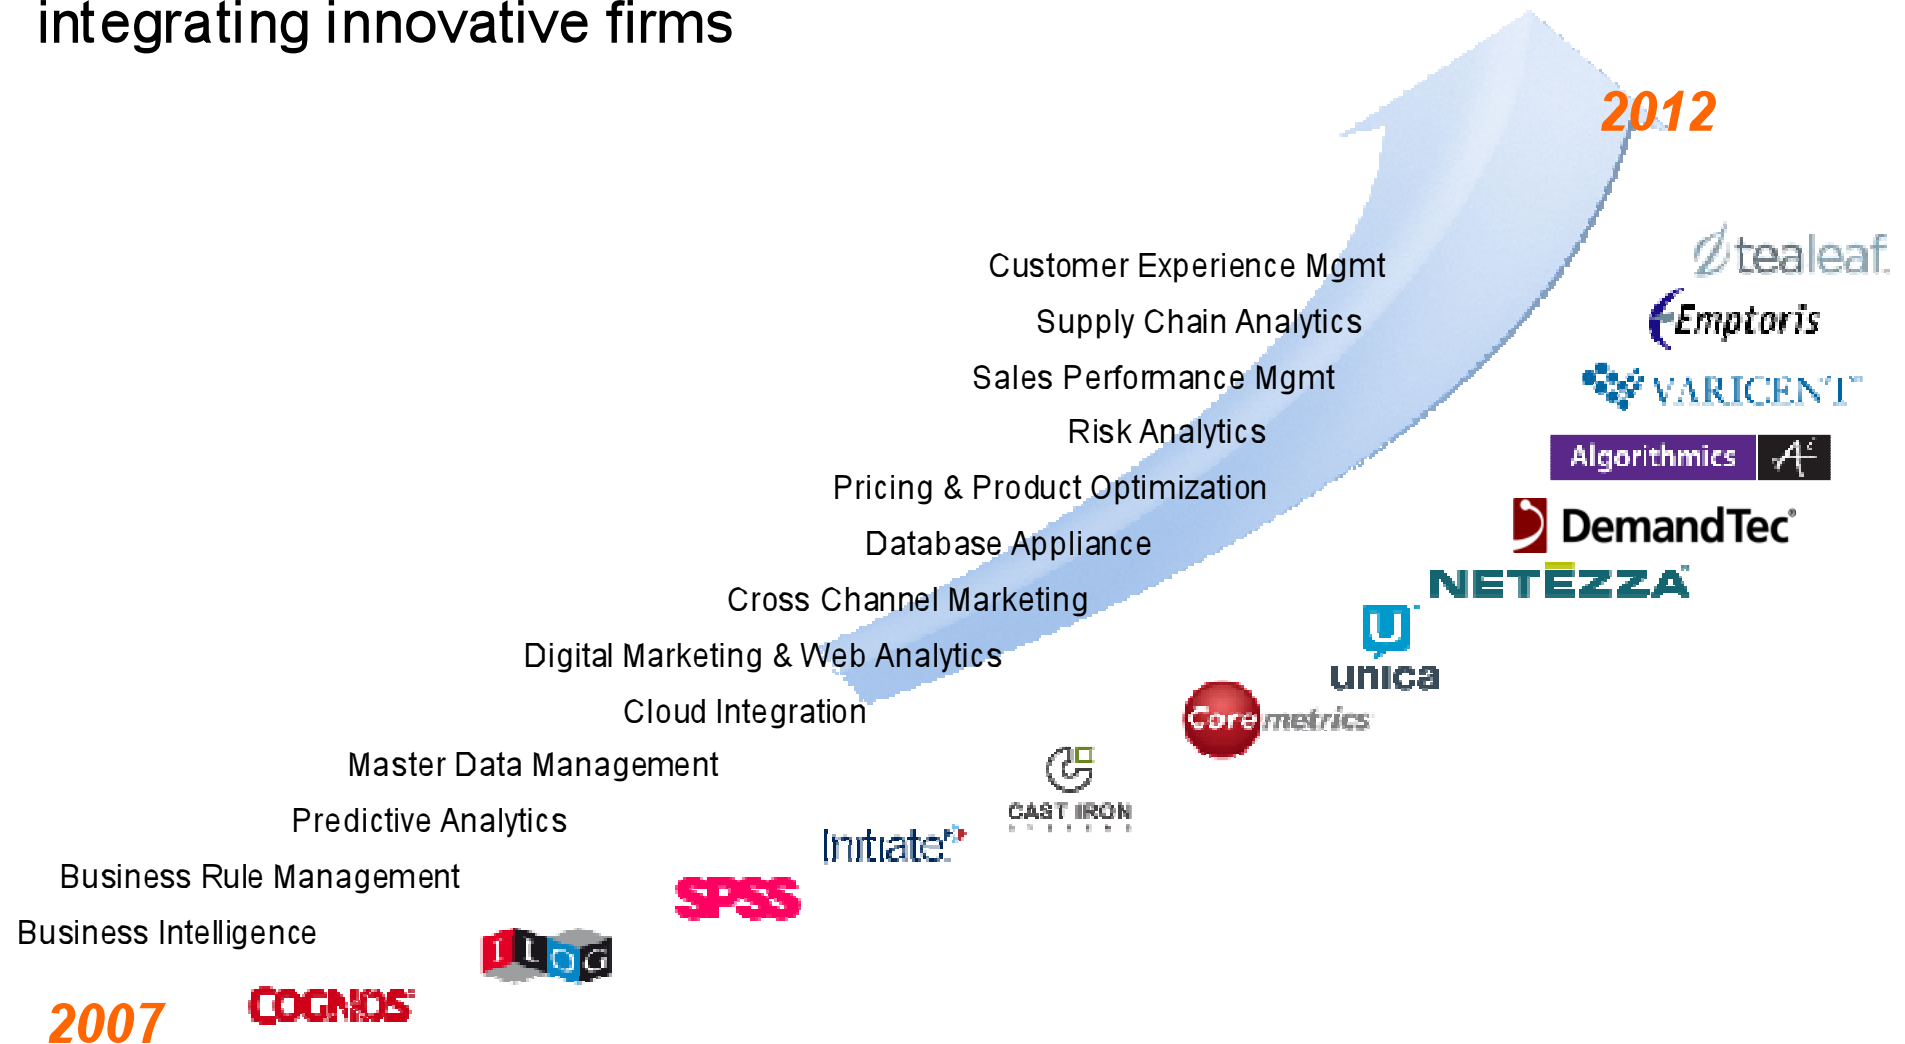 integrating innovative firms
2012
Customer Experience Mgmt
tealeaf
Supply Chain Analytics
Emptoris
Sales Performance Mgmt
VARICENT™
Risk Analytics
Algorithmics
Pricing & Product Optimization
DemandTec®
Database Appliance
NETEZZA
Cross Channel Marketing
U
unica
Digital Marketing & Web Analytics
Coremetrics
Cloud Integration
CAST IRON
Master Data Management
Initiate
Predictive Analytics
SPSS
Business Rule Management
ILOG
Business Intelligence
COGNOS
2007